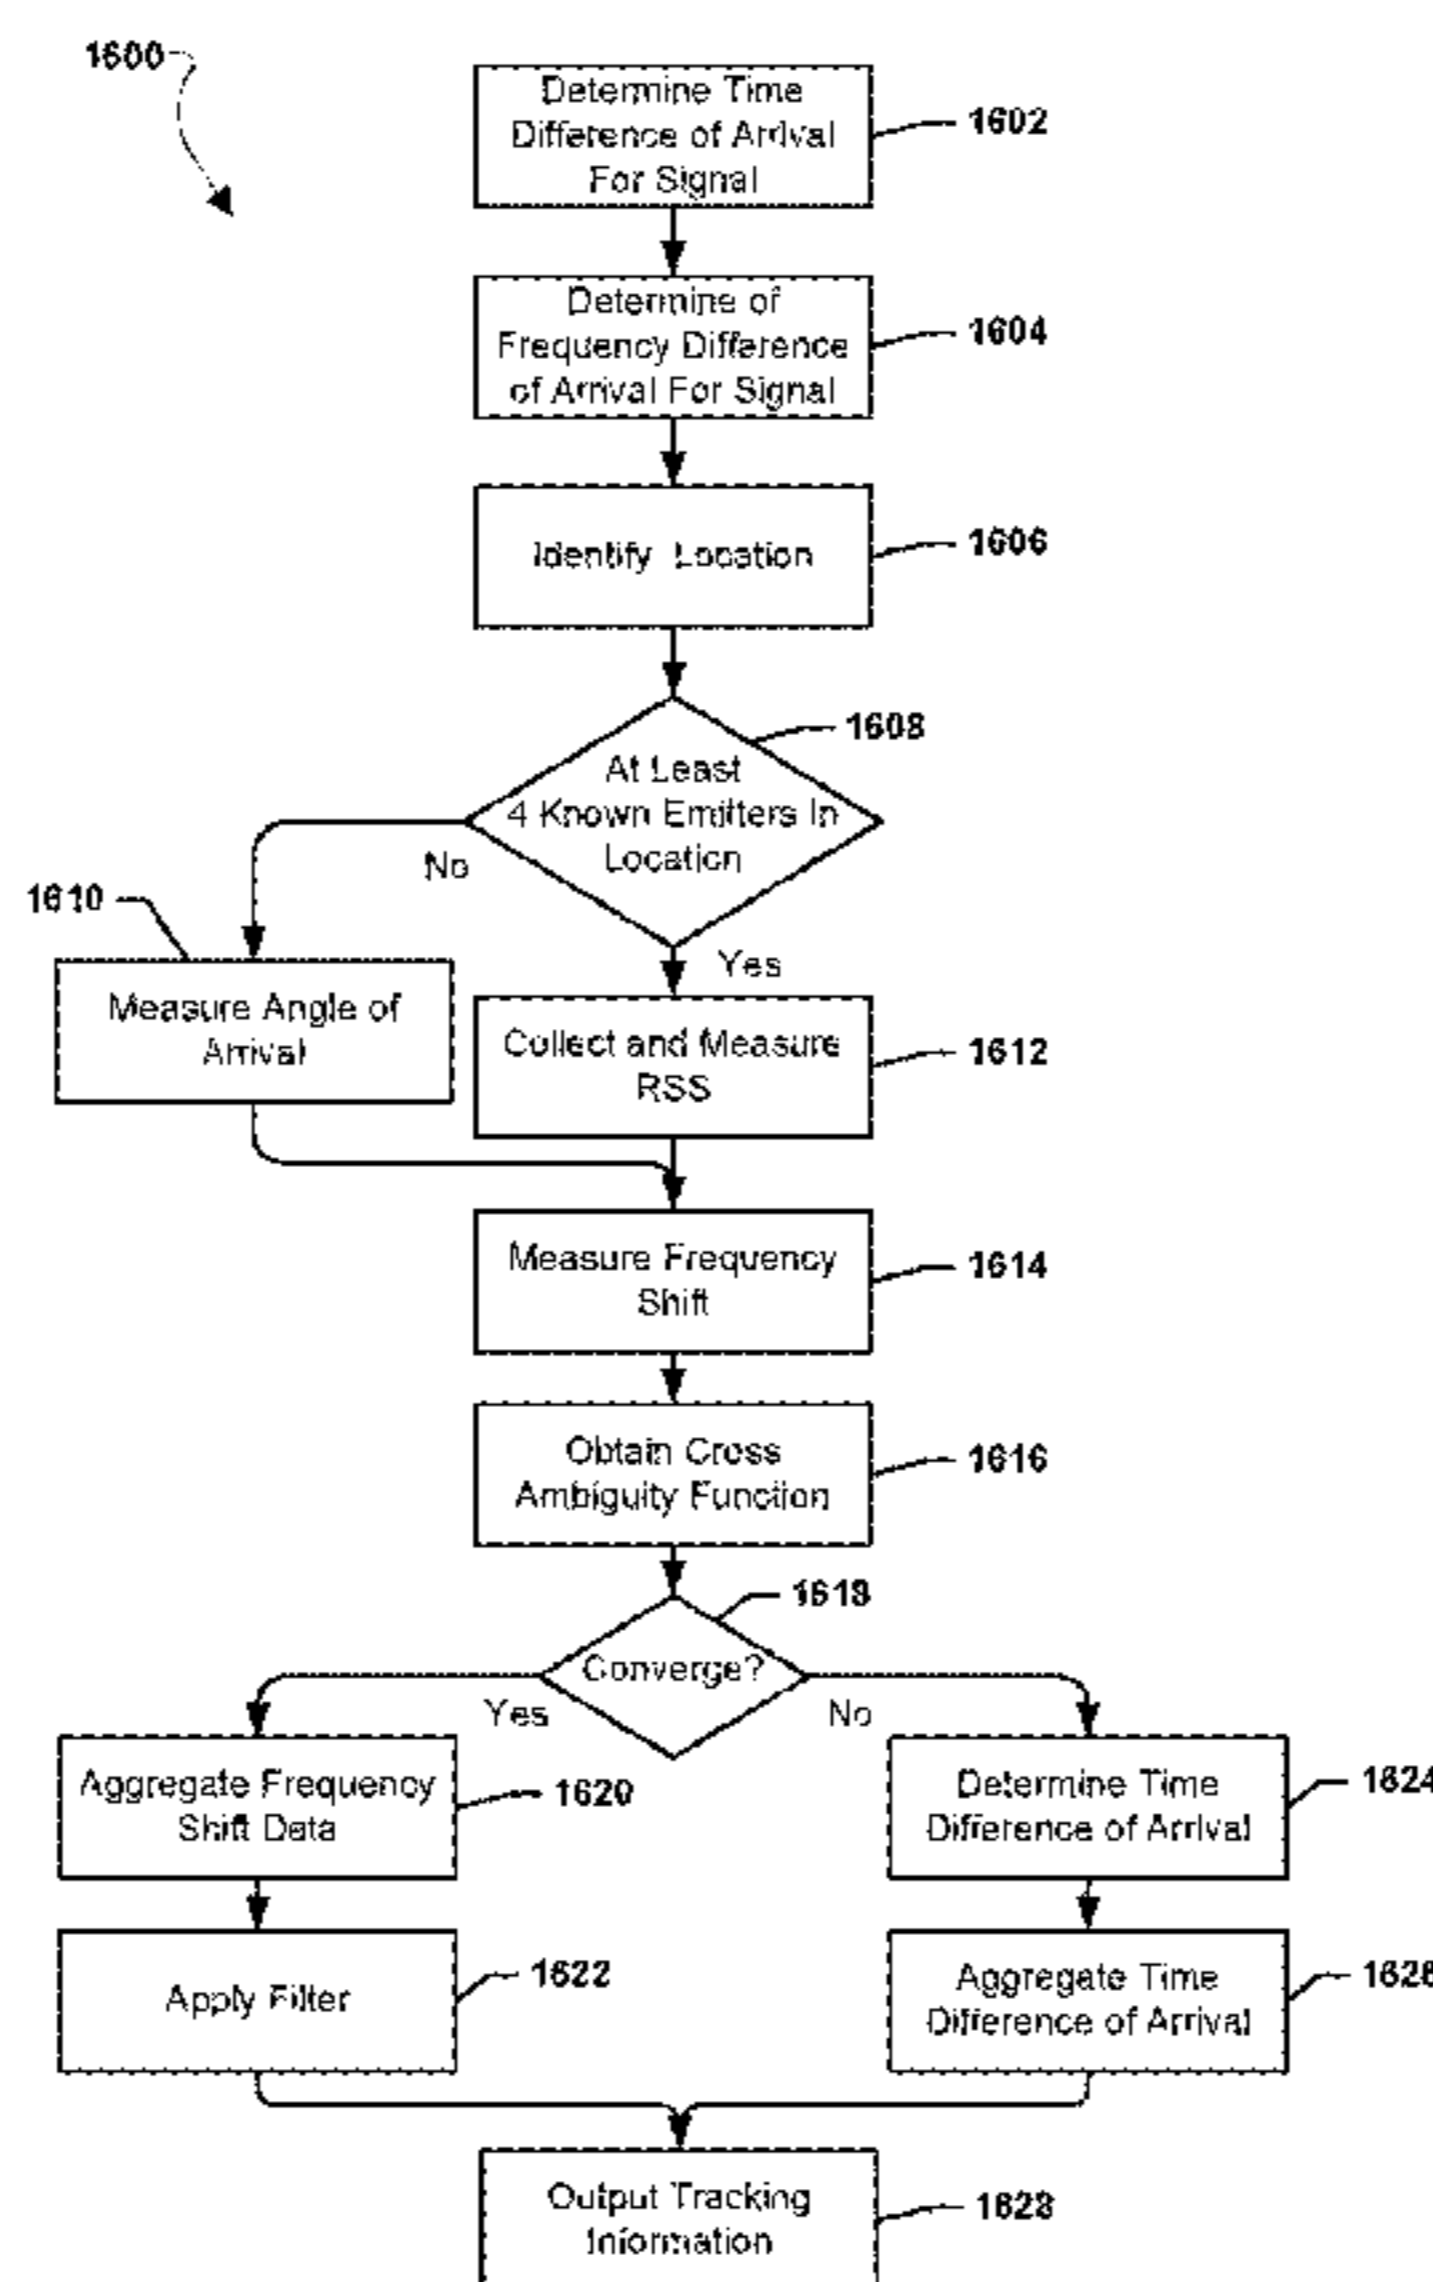 1600
Determine Time
Difference of Arrival
For Signal
1602
Determine of
Frequency Difference
of Arrival For Signal
1604
Identify Location
1606
At Least
4 Known Emitters In
Location
1608
No
Yes
1610
Measure Angle of
Arrival
Collect and Measure
RSS
1612
Measure Frequency
Shift
1614
Obtain Cross
Ambiguity Function
1616
Converge?
1618
Yes
No
Aggregate Frequency
Shift Data
1620
Determine Time
Difference of Arrival
1624
Apply Filter
1622
Aggregate Time
Difference of Arrival
1626
Output Tracking
Information
1628